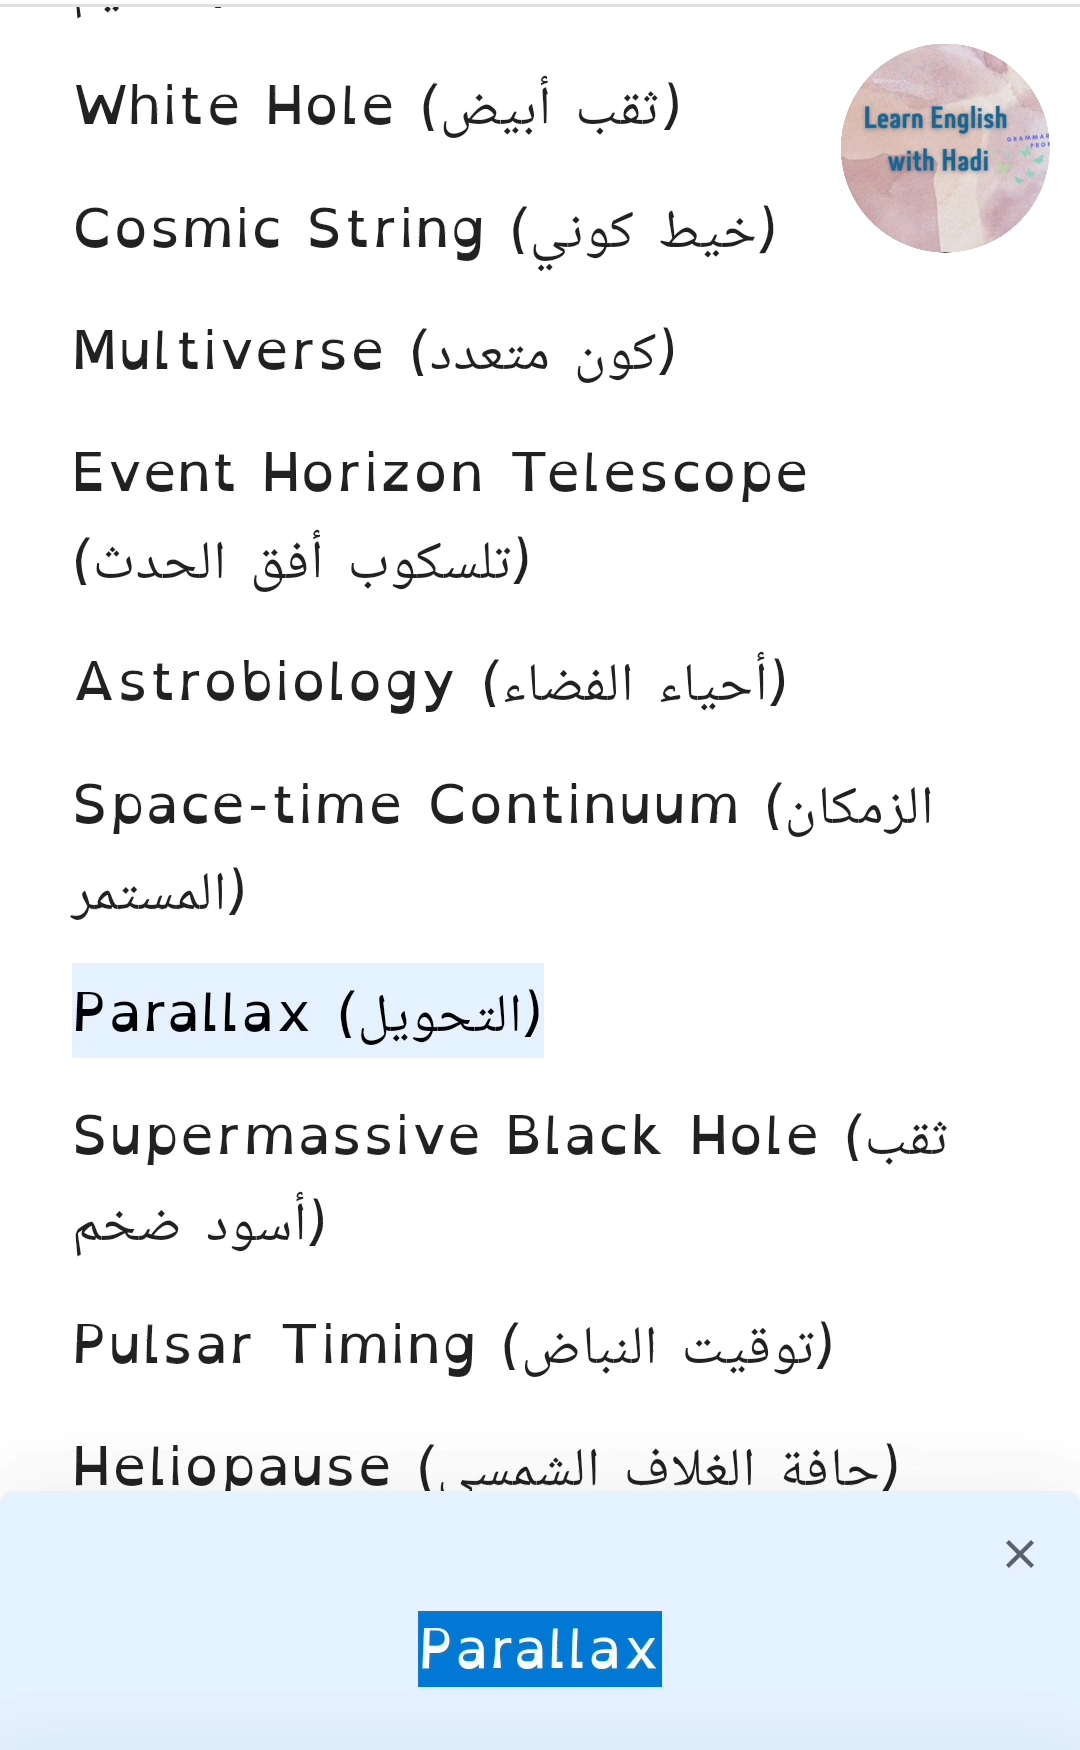 White Hole (ثقب أبيض)
Learn English
with Hadi
Cosmic String (خيط كوني)
Multiverse (كون متعدد)
Event Horizon Telescope
(تلسكوب أفق الحدث)
Astrobiology (أحياء الفضاء)
Space-time Continuum (الزمكان
المستمر)
Parallax (التحويل)
Supermassive Black Hole (ثقب
أسود ضخم)
Pulsar Timing (توقيت النباض)
Heliopause (حافة الغلاف الشمسي)
Parallax